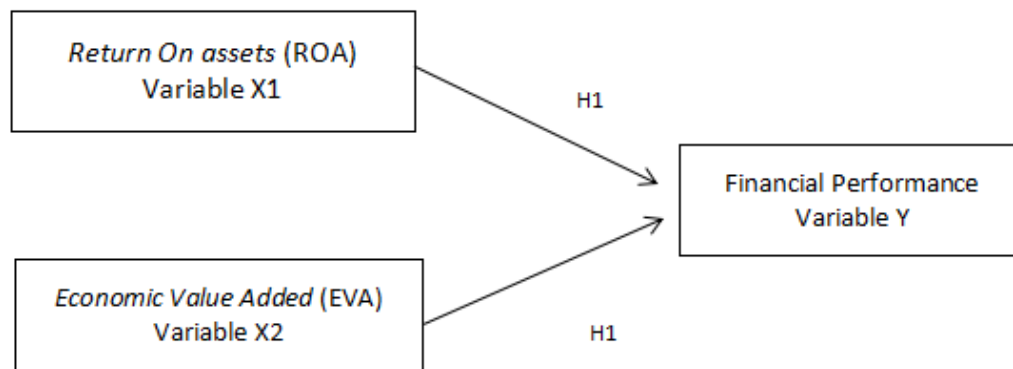 Return On assets (ROA)
Variable X1
H1
Financial Performance
Variable Y
Economic Value Added (EVA)
Variable X2
H1